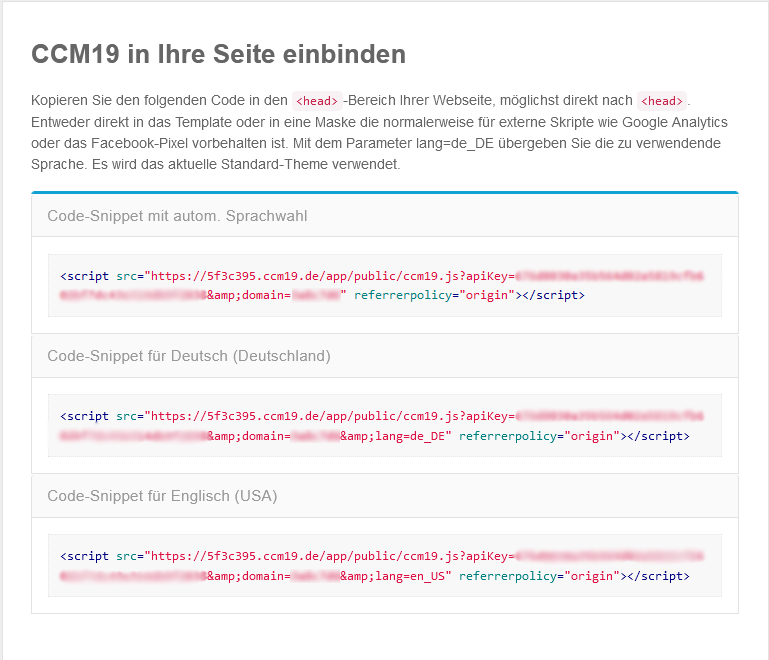 CCM19 in Ihre Seite einbinden
Kopieren Sie den folgenden Code in den <head> -Bereich Ihrer Webseite, möglichst direkt nach <head> .
Entweder direkt in das Template oder in eine Maske die normalerweise für externe Skripte wie Google Analytics
oder das Facebook-Pixel vorbehalten ist. Mit dem Parameter lang=de_DE übergeben Sie die zu verwendende
Sprache. Es wird das aktuelle Standard-Theme verwendet.
Code-Snippet mit autom. Sprachwahl
<script src="https://5f3c395.ccm19.de/app/public/ccm19.js?apiKey=
&amp;domain= " referrerpolicy="origin"></script>
Code-Snippet für Deutsch (Deutschland)
<script src="https://5f3c395.ccm19.de/app/public/ccm19.js?apiKey=
&amp;domain= &amp;lang=de_DE" referrerpolicy="origin"></script>
Code-Snippet für Englisch (USA)
<script src="https://5f3c395.ccm19.de/app/public/ccm19.js?apiKey=
&amp;domain= &amp;lang=en_US" referrerpolicy="origin"></script>